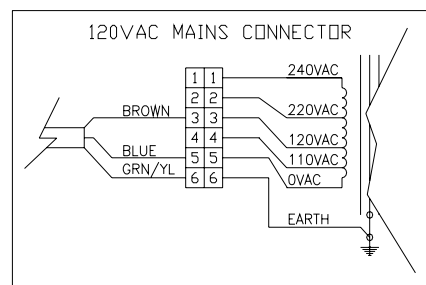 120VAC MAINS CONNECTOR
1 1 240VAC
2 2 220VAC
BROWN 3 3 120VAC
4 4 110VAC
BLUE 5 5 0VAC
GRN/YL 6 6
EARTH